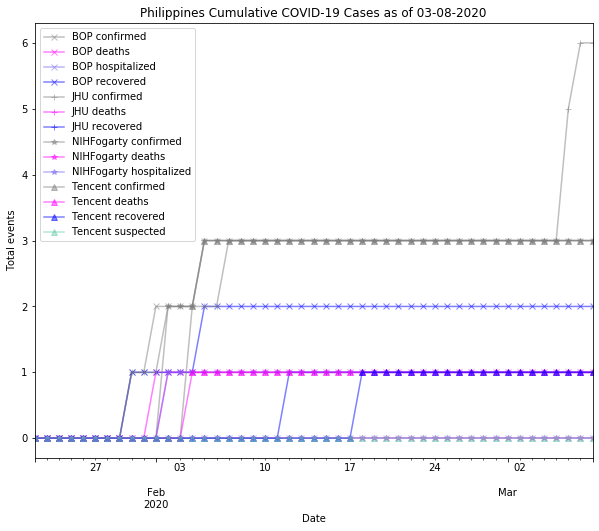 Philippines Cumulative COVID-19 Cases as of 03-08-2020
BOP confirmed
BOP deaths
BOP hospitalized
BOP recovered
JHU confirmed
JHU deaths
JHU recovered
NIHFogarty confirmed
NIHFogarty deaths
NIHFogarty hospitalized
Tencent confirmed
Tencent deaths
Tencent recovered
Tencent suspected
Total events
6
5
4
3
2
1
0
27 03 10 17 24 02
Feb Mar
2020
Date